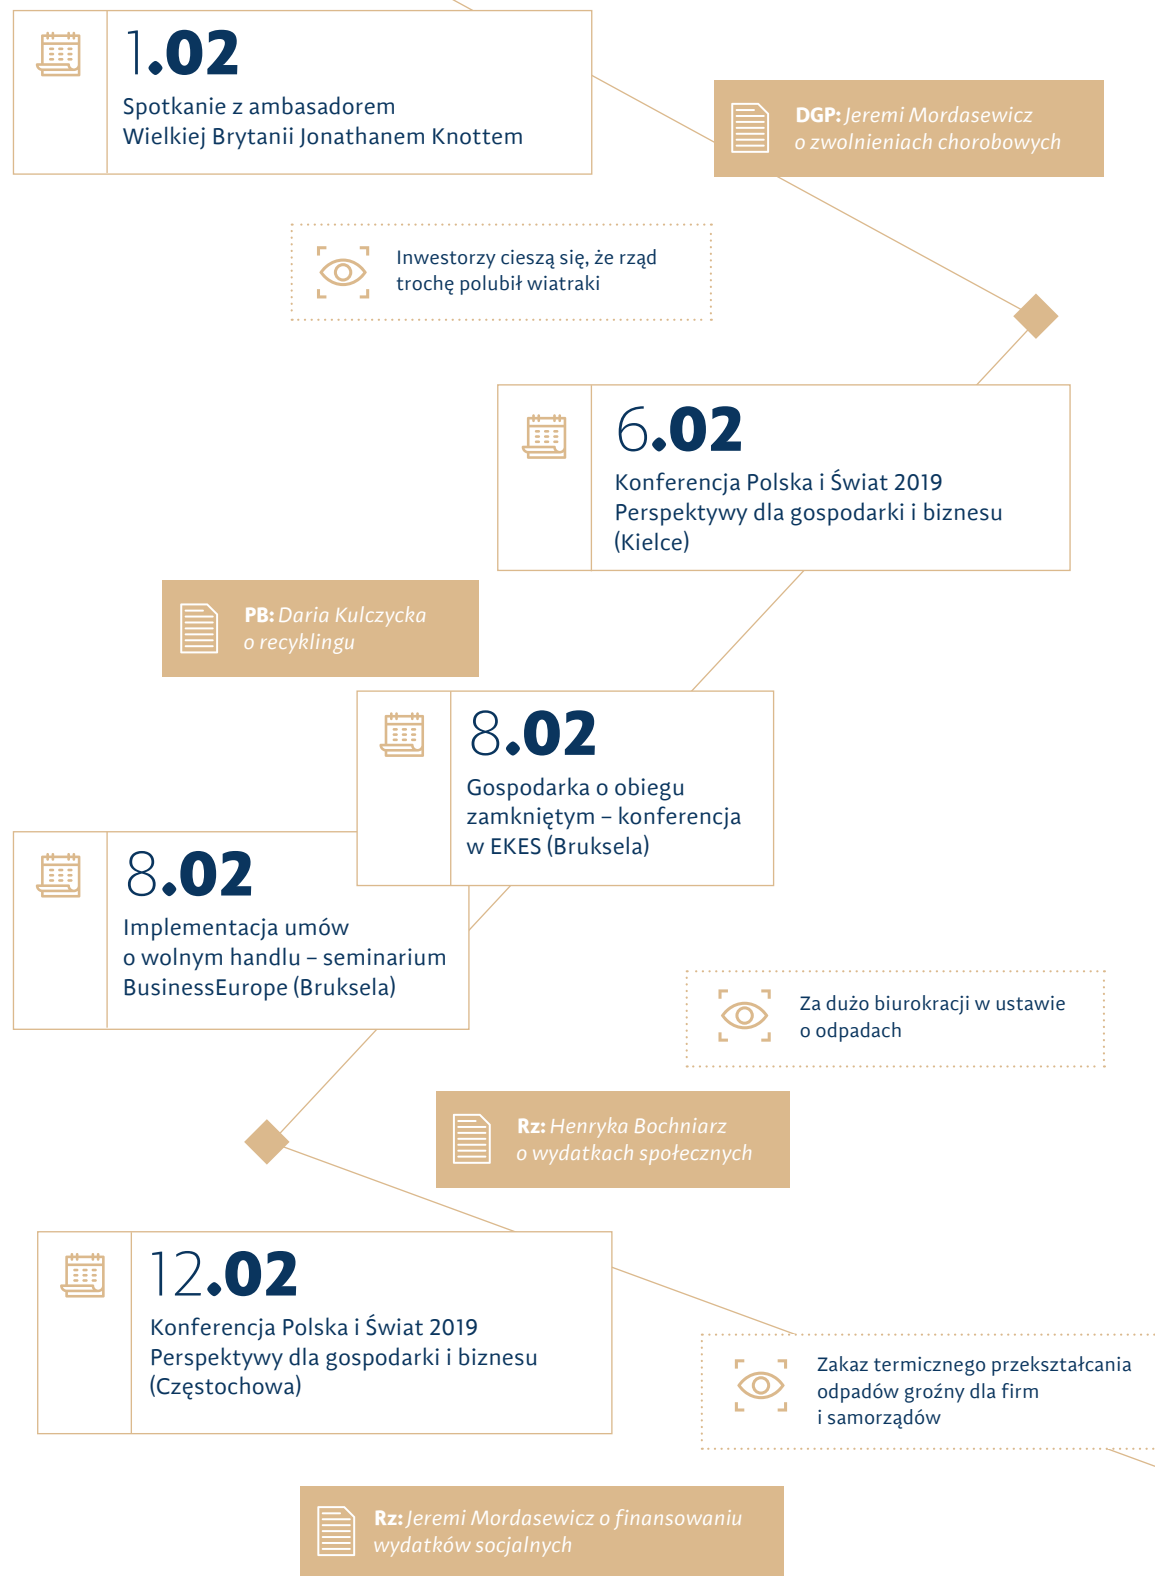 1.02
Spotkanie z ambasadorem
Wielkiej Brytanii Jonathanem Knottem
DGP: Jeremi Mordasewicz
o zwolnieniach chorobowych
Inwestorzy cieszą się, że rząd
trochę polubił wiatraki
6.02
Konferencja Polska i Świat 2019
Perspektywy dla gospodarki i biznesu
(Kielce)
PB: Daria Kulczycka
o recyklingu
8.02
Gospodarka o obiegu
zamkniętym – konferencja
w EKES (Bruksela)
8.02
Implementacja umów
o wolnym handlu – seminarium
BusinessEurope (Bruksela)
Za dużo biurokracji w ustawie
o odpadach
Rz: Henryka Bochniarz
o wydatkach społecznych
12.02
Konferencja Polska i Świat 2019
Perspektywy dla gospodarki i biznesu
(Częstochowa)
Zakaz termicznego przekształcania
odpadów groźny dla firm
i samorządów
Rz: Jeremi Mordasewicz o finansowaniu
wydatków socjalnych